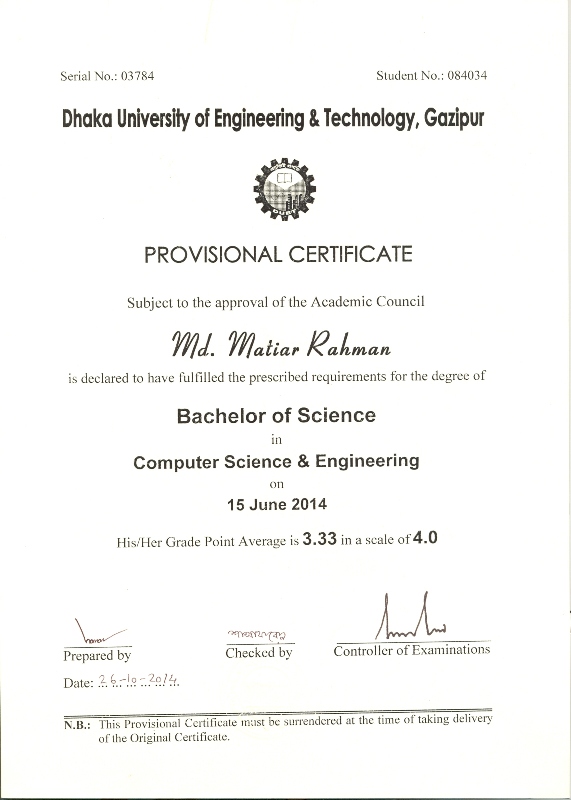 Serial No.: 03784 Student No.: 084034
Dhaka University of Engineering & Technology, Gazipur
PROVISIONAL CERTIFICATE
Subject to the approval of the Academic Council
Md. Matiar Rahman
is declared to have fulfilled the prescribed requirements for the degree of
Bachelor of Science
in
Computer Science & Engineering
on
15 June 2014
His/Her Grade Point Average is 3.33 in a scale of 4.0
Prepared by Checked by Controller of Examinations
Date: 26-10-2014
N.B.: This Provisional Certificate must be surrendered at the time of taking delivery
of the Original Certificate.